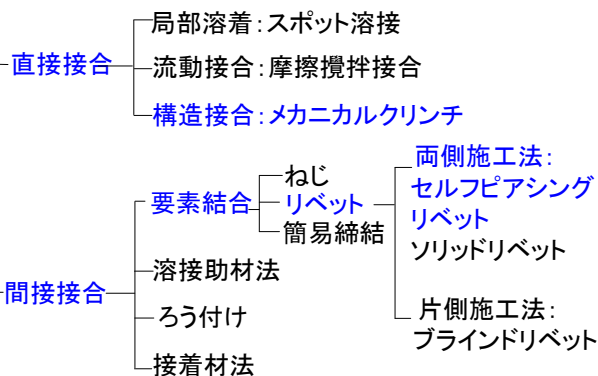 局部溶着：スポット溶接
直接接合
流動接合：摩擦攪拌接合
構造接合：メカニカルクリンチ
両側施工法：
セルフピアシング
リベット
ソリッドリベット
ねじ
要素結合
リベット
簡易締結
溶接助材法
間接接合
ろう付け
片側施工法：
ブラインドリベット
接着材法